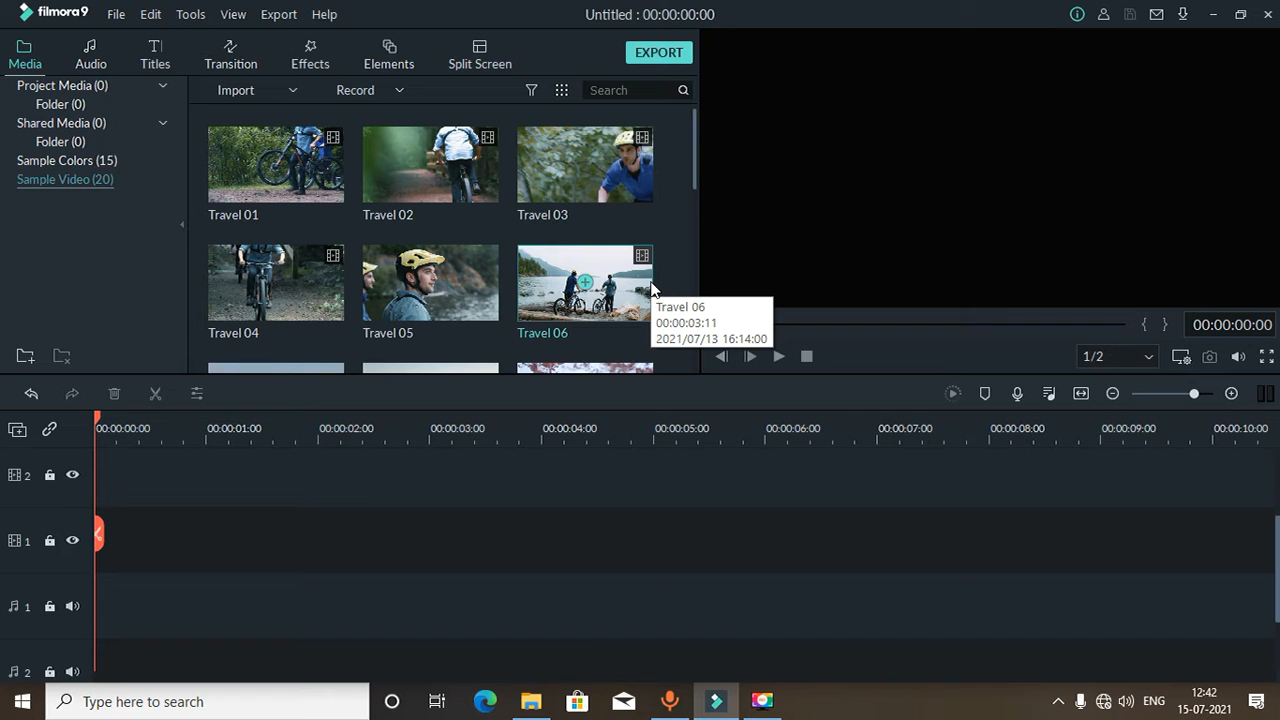 filmora9 File Edit Tools View Export Help Untitled : 00:00:00:00
Media Audio Titles Transition Effects Elements Split Screen EXPORT
Project Media (0)
Folder (0)
Shared Media (0)
Folder (0)
Sample Colors (15)
Sample Video (20)
Import Record Search
Travel 01 Travel 02 Travel 03
Travel 04 Travel 05 Travel 06
Travel 06
00:00:03:11
2021/07/13 16:14:00
{ } 00:00:00:00
1/2
00:00:00:00 00:00:01:00 00:00:02:00 00:00:03:00 00:00:04:00 00:00:05:00 00:00:06:00 00:00:07:00 00:00:08:00 00:00:09:00 00:00:10:00
2
1
1
2
Type here to search
ENG
12:42
15-07-2021